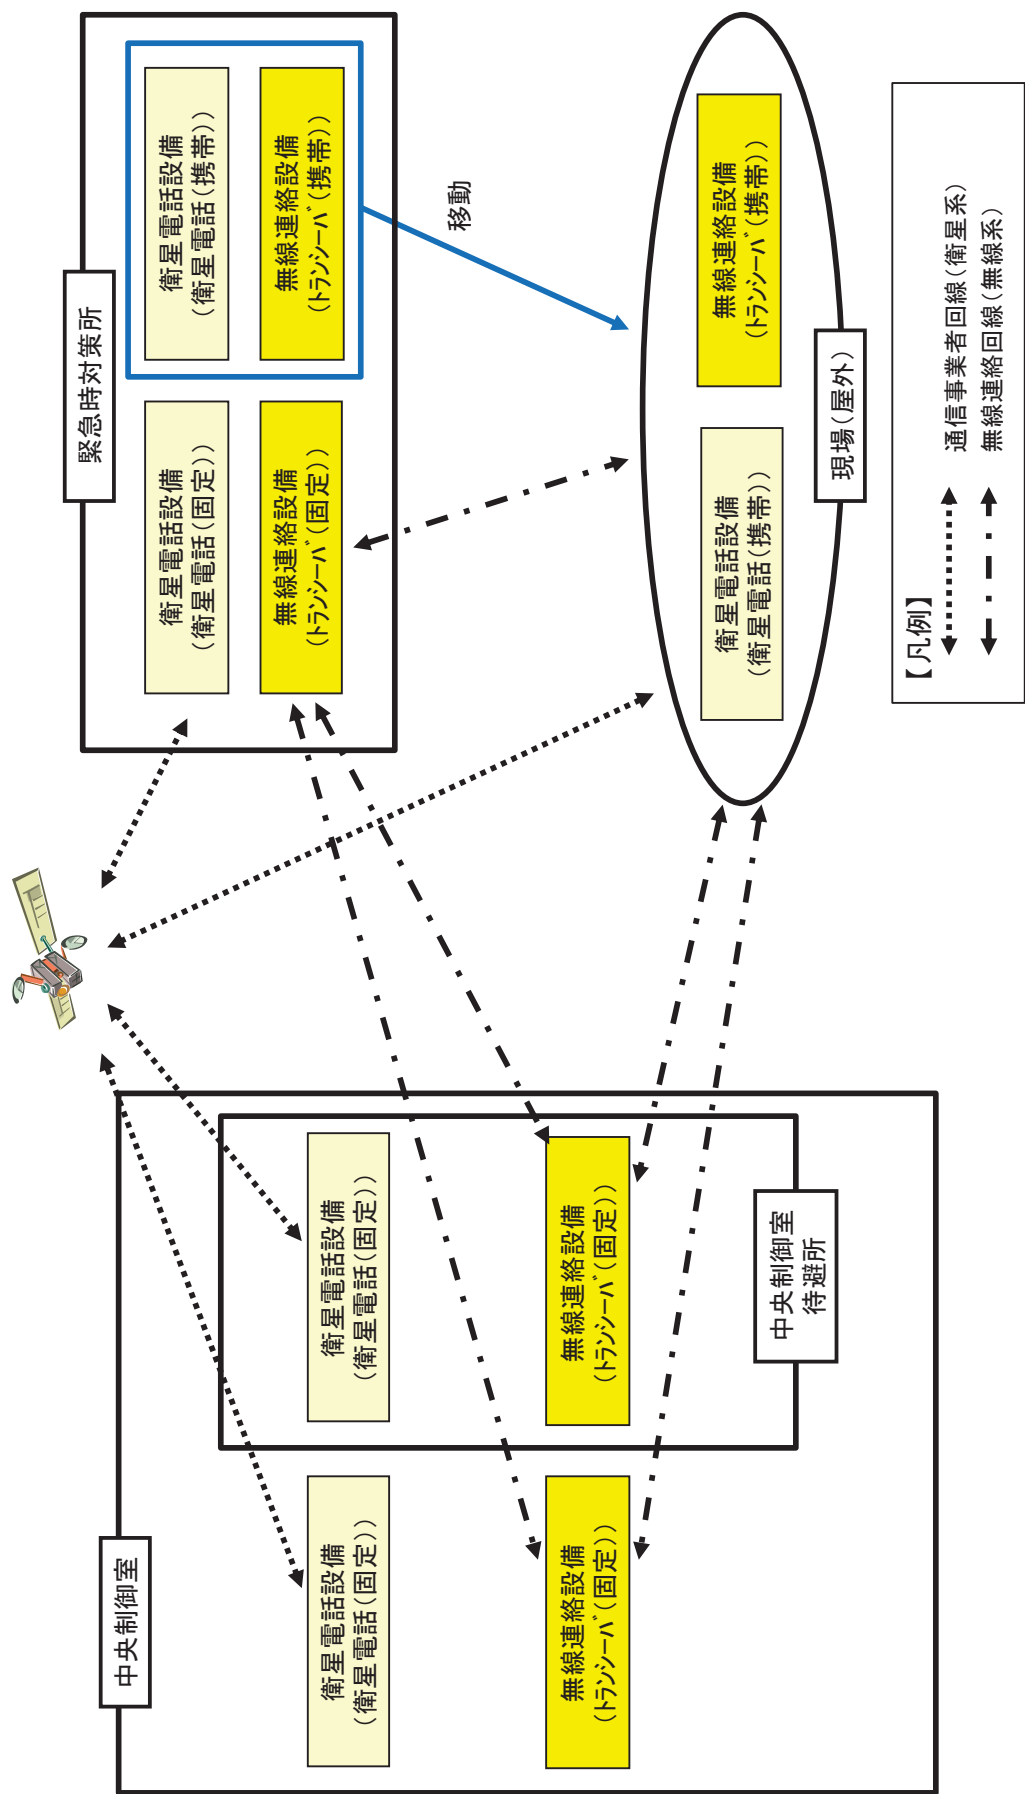 中央制御室
衛星電話設備
(衛星電話(固定))
無線連絡設備
(トランシーバ(固定))
衛星電話設備
(衛星電話(固定))
無線連絡設備
(トランシーバ(固定))
中央制御室
待避所
緊急時対策所
衛星電話設備
(衛星電話(固定))
無線連絡設備
(トランシーバ(固定))
衛星電話設備
(衛星電話(携帯))
無線連絡設備
(トランシーバ(携帯))
移動
衛星電話設備
(衛星電話(携帯))
無線連絡設備
(トランシーバ(携帯))
現場(屋外)
【凡例】
通信事業者回線(衛星系)
無線連絡回線(無線系)